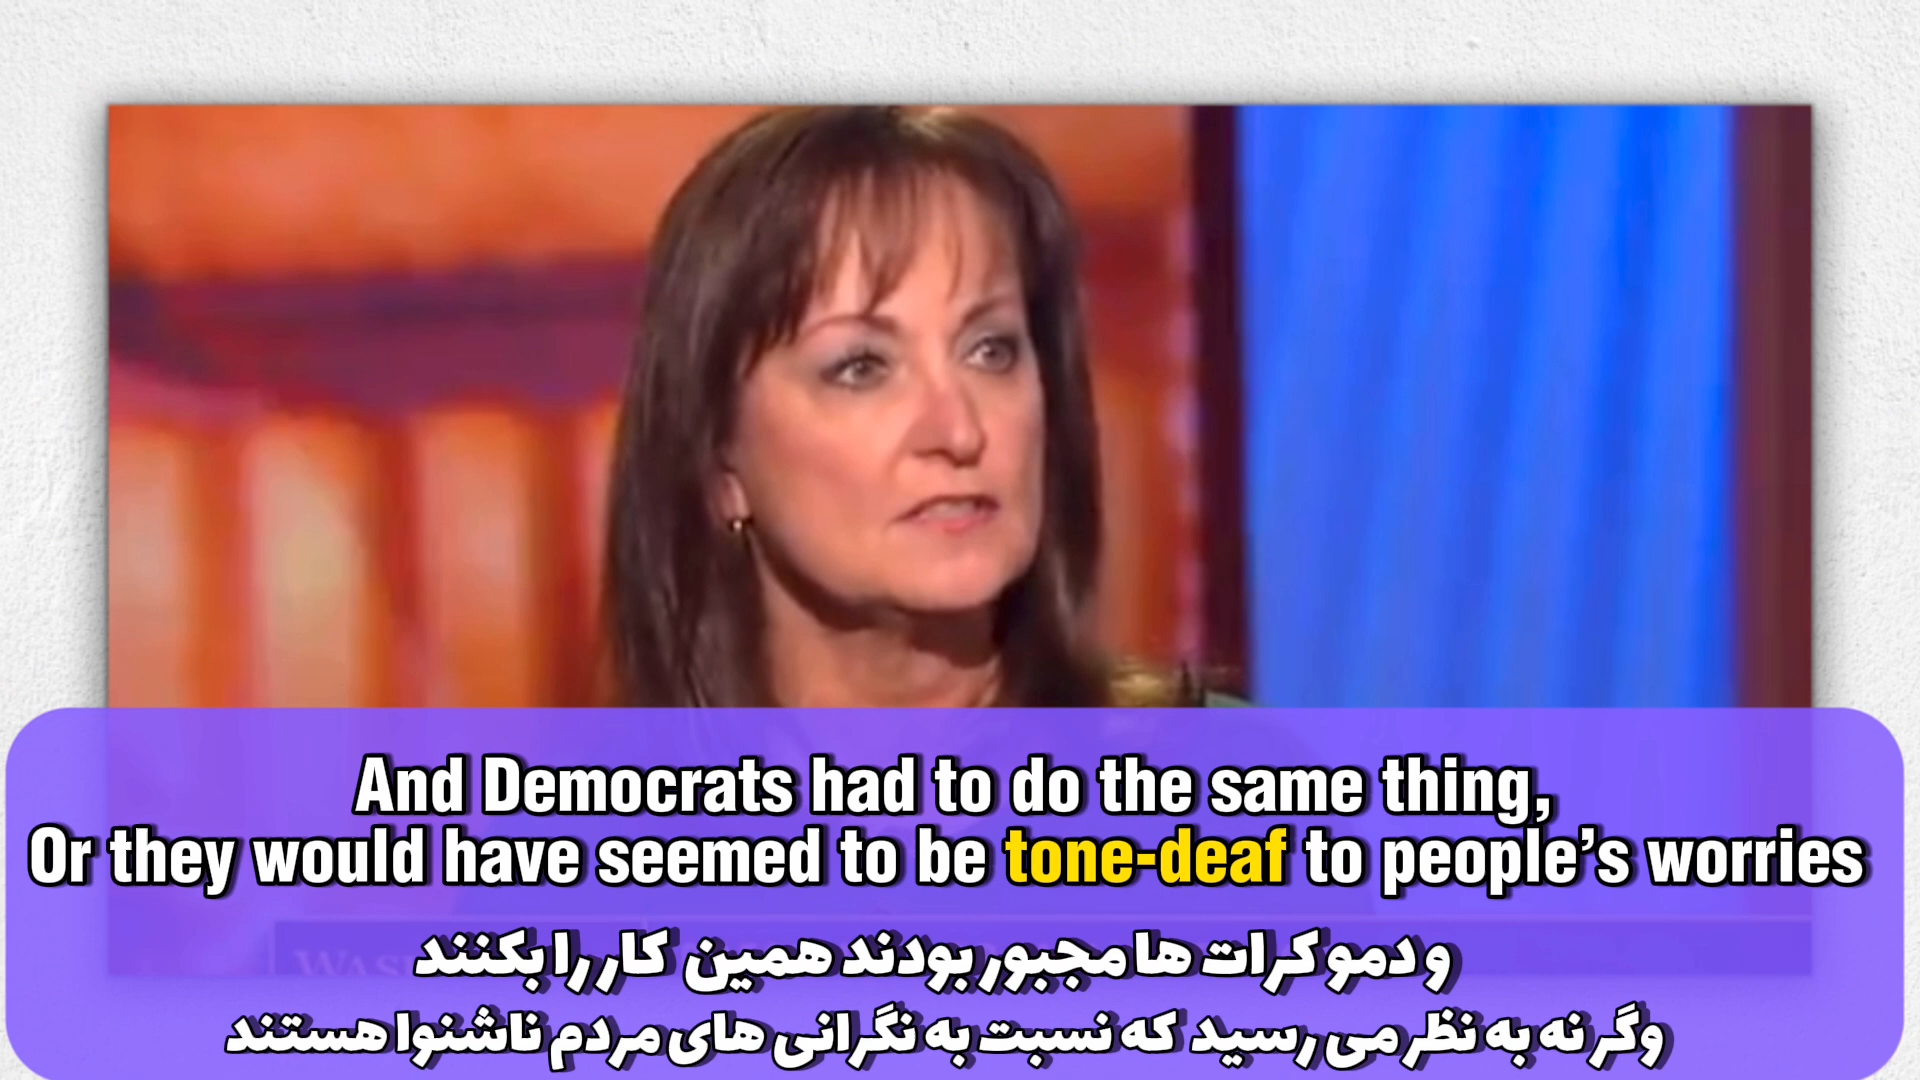 And Democrats had to do the same thing,
Or they would have seemed to be tone-deaf to people's worries
و دموکرات ها مجبور بودند همین کار را بکنند
وگرنه به نظر می رسید که نسبت به نگرانی های مردم ناشنوا هستند